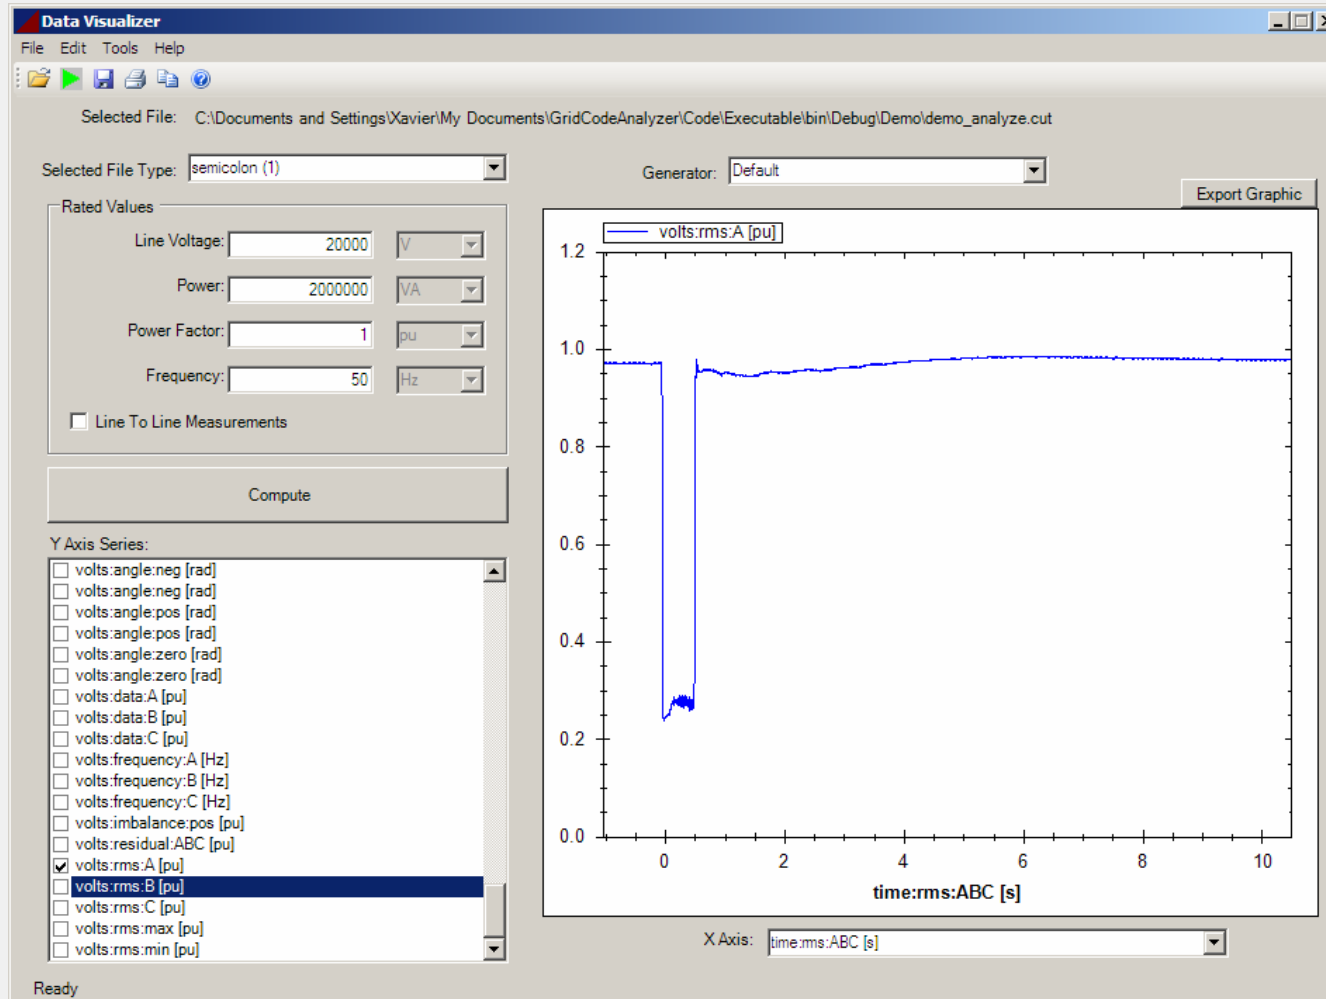 Data Visualizer
File Edit Tools Help
Selected File: C:\Documents and Settings\Xavier\My Documents\GridCodeAnalyzer\Code\Executable\bin\Debug\Demo\demo_analyze.cut
Selected File Type: semicolon (1)
Generator: Default
Export Graphic
Rated Values
Line Voltage: 20000 V
Power: 2000000 VA
Power Factor: 1 pu
Frequency: 50 Hz
Line To Line Measurements
Compute
Y Axis Series:
volts:angle:neg [rad]
volts:angle:neg [rad]
volts:angle:pos [rad]
volts:angle:pos [rad]
volts:angle:zero [rad]
volts:angle:zero [rad]
volts:data:A [pu]
volts:data:B [pu]
volts:data:C [pu]
volts:frequency:A [Hz]
volts:frequency:B [Hz]
volts:frequency:C [Hz]
volts:imbalance:pos [pu]
volts:residual:ABC [pu]
volts:rms:A [pu]
volts:rms:B [pu]
volts:rms:C [pu]
volts:rms:max [pu]
volts:rms:min [pu]
volts:rms:A [pu]
1.2
1.0
0.8
0.6
0.4
0.2
0.0
0 2 4 6 8 10
time:rms:ABC [s]
X Axis: time:rms:ABC [s]
Ready